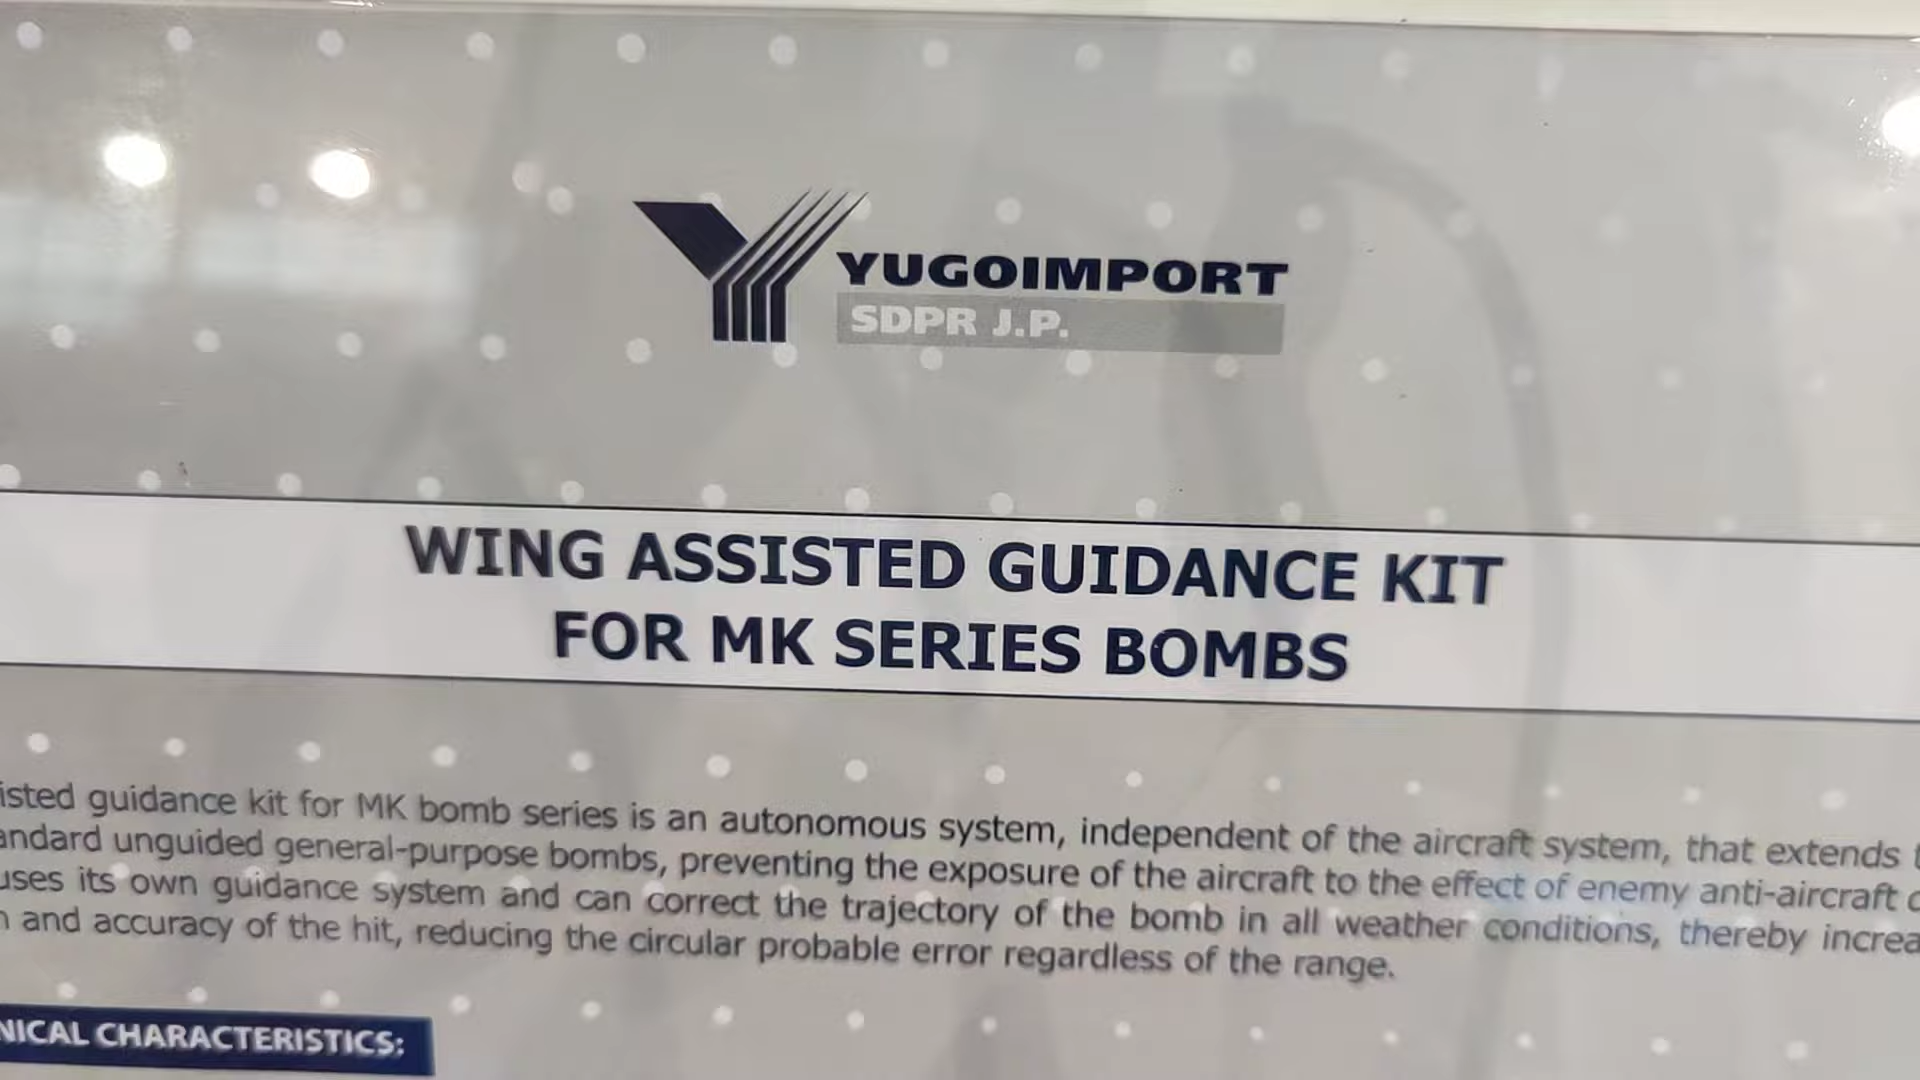 YUGOIMPORT
SDPR J.P.
WING ASSISTED GUIDANCE KIT
FOR MK SERIES BOMBS
isted guidance kit for MK bomb series is an autonomous system, independent of the aircraft system, that extends t
andard unguided general-purpose bombs, preventing the exposure of the aircraft to the effect of enemy anti-aircraft
uses its own guidance system and can correct the trajectory of the bomb in all weather conditions, thereby increa
n and accuracy of the hit, reducing the circular probable error regardless of the range.
NICAL CHARACTERISTICS: